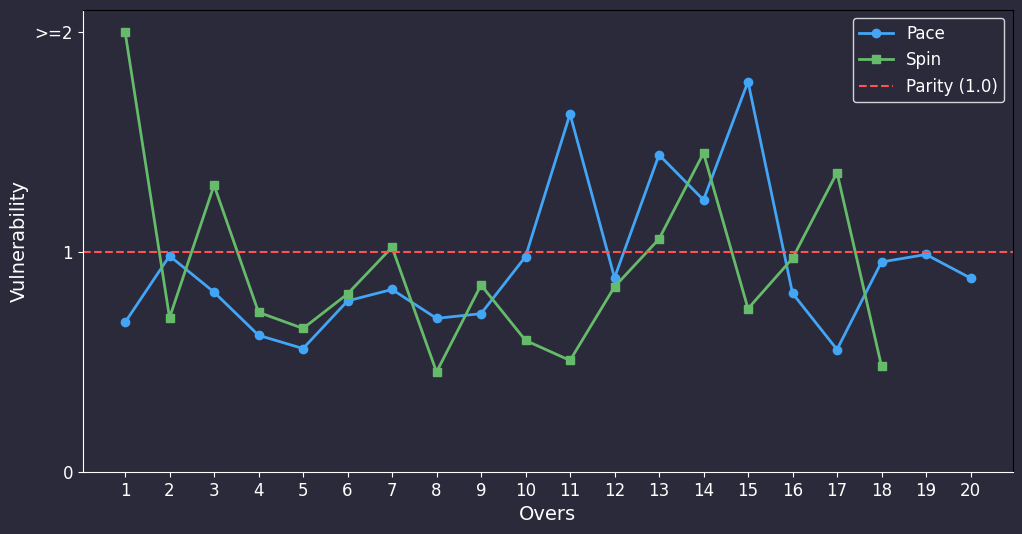 Pace
Spin
Parity (1.0)
>=2
1
0
Vulnerability
1 2 3 4 5 6 7 8 9 10 11 12 13 14 15 16 17 18 19 20
Overs